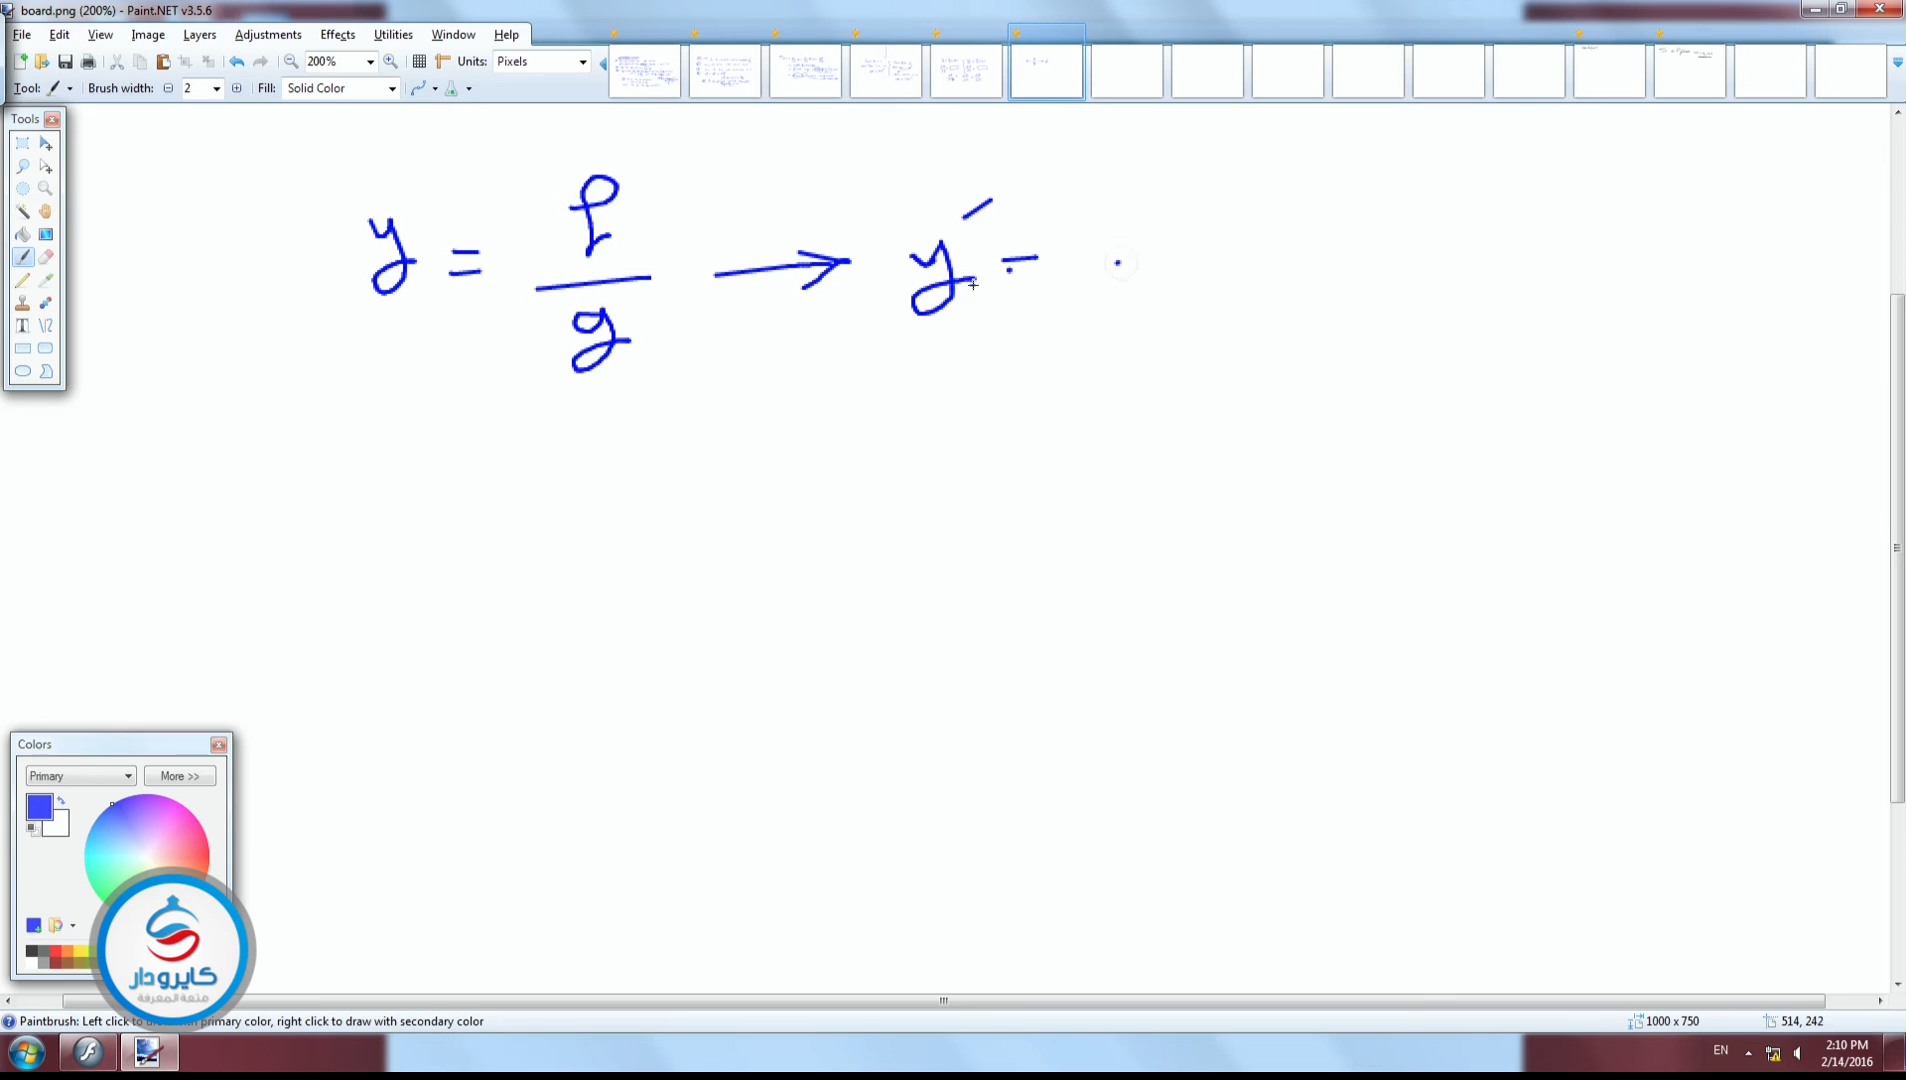 board.png (200%) - Paint.NET v3.5.6
File Edit View Image Layers Adjustments Effects Utilities Window Help
200% Units: Pixels
Tool: Brush width: 2 Fill: Solid Color
Tools
y = f/g → y' =
Colors
Primary More >>
كايرودار
متعة المعرفة
Paintbrush: Left click to draw with primary color, right click to draw with secondary color
1000 x 750 514, 242
EN 2:10 PM
2/14/2016